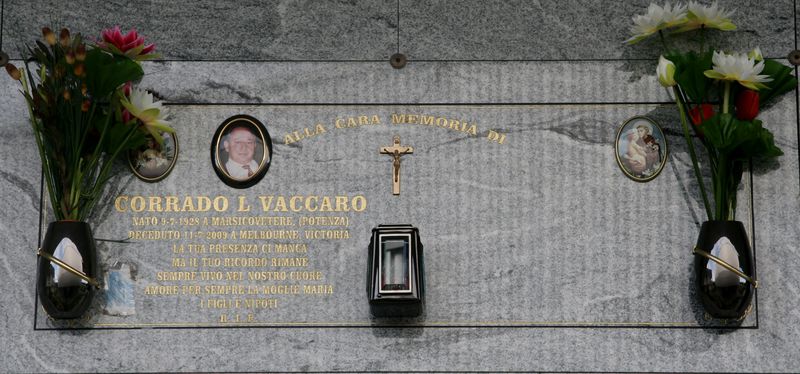 ALLA CARA MEMORIA DI
CORRADO L VACCARO
NATO 9-7-1928 A MARSICOVETERE, (POTENZA)
DECEDUTO 11-7-2009 A MELBOURNE, VICTORIA
LA TUA PRESENZA CI MANCA
MA IL TUO RICORDO RIMANE
SEMPRE VIVO NEL NOSTRO CUORE
AMORE PER SEMPRE LA MOGLIE MARIA
I FIGLI E NIPOTI
R. I. P.